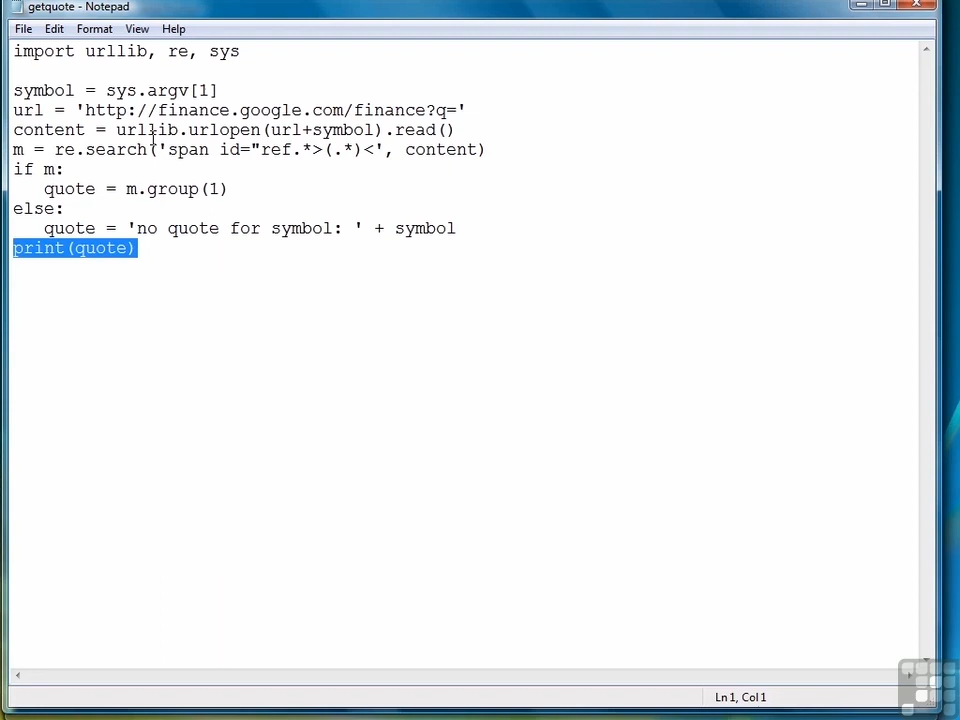 getquote - Notepad
File Edit Format View Help
import urllib, re, sys
symbol = sys.argv[1]
url = 'http://finance.google.com/finance?q='
content = urllib.urlopen(url+symbol).read()
m = re.search('span id="ref.*>(.*)<', content)
if m:
   quote = m.group(1)
else:
   quote = 'no quote for symbol: ' + symbol
print(quote)
Ln 1, Col 1